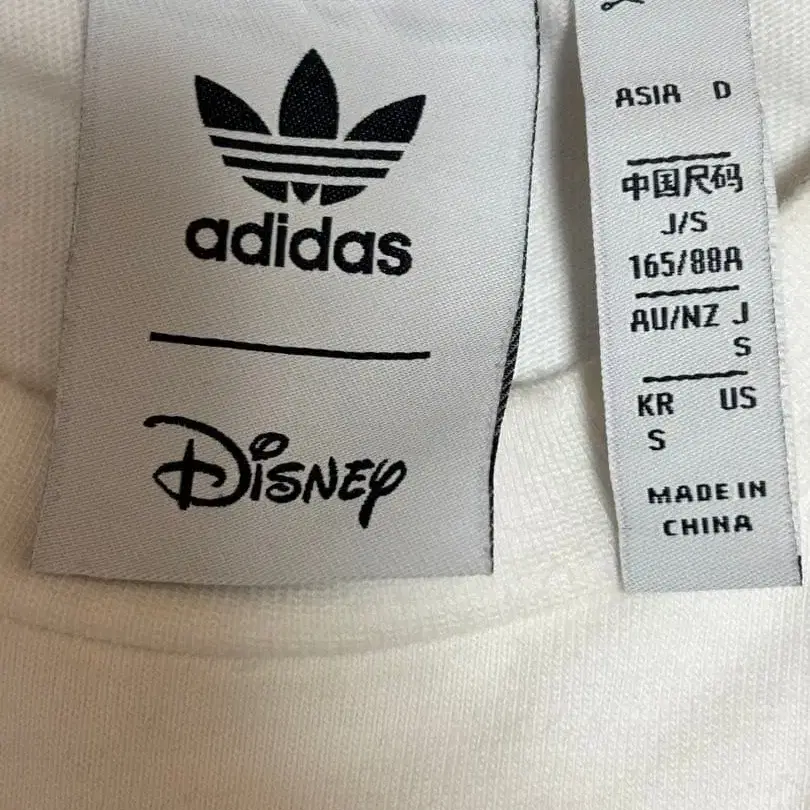 adidas
Disney
ASIA D
中国尺码
J/S
165/88A
AU/NZ J
S
KR US
S
MADE IN
CHINA